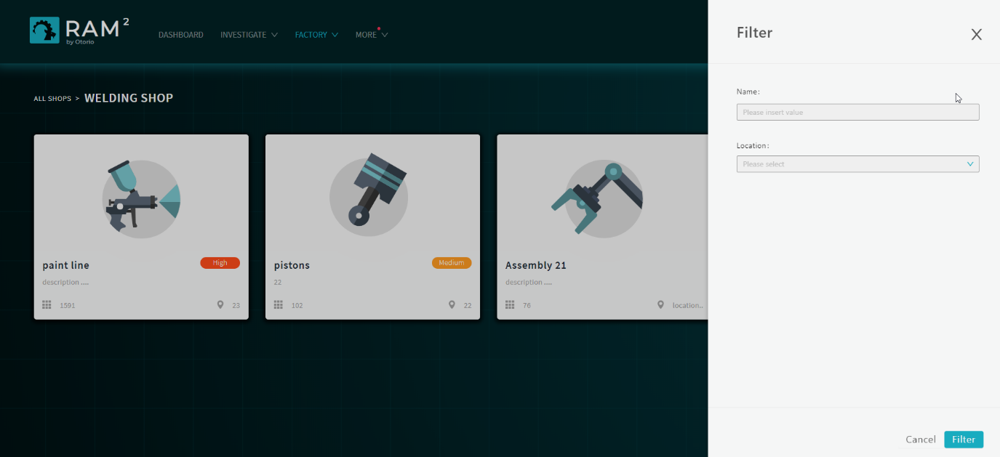 RAM²
by Otorio
DASHBOARD
INVESTIGATE
FACTORY
MORE
ALL SHOPS > WELDING SHOP
paint line
High
description ....
1591
23
pistons
Medium
22
102
22
Assembly 21
description ....
76
location..
Filter
Name:
Please insert value
Location:
Please select
Cancel
Filter